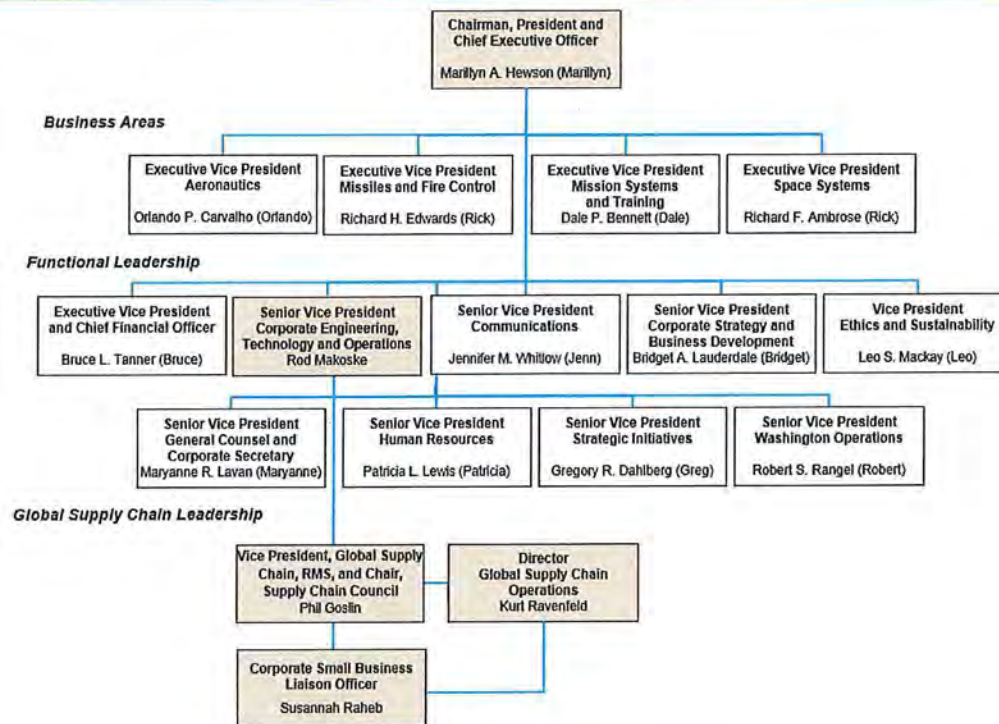 Chairman, President and
Chief Executive Officer
Marillyn A. Hewson (Marillyn)
Business Areas
Executive Vice President
Aeronautics
Orlando P. Carvalho (Orlando)
Executive Vice President
Missiles and Fire Control
Richard H. Edwards (Rick)
Executive Vice President
Mission Systems
and Training
Dale P. Bennett (Dale)
Executive Vice President
Space Systems
Richard F. Ambrose (Rick)
Functional Leadership
Executive Vice President
and Chief Financial Officer
Bruce L. Tanner (Bruce)
Senior Vice President
Corporate Engineering,
Technology and Operations
Rod Makoske
Senior Vice President
Communications
Jennifer M. Whitlow (Jenn)
Senior Vice President
Corporate Strategy and
Business Development
Bridget A. Lauderdale (Bridget)
Vice President
Ethics and Sustainability
Leo S. Mackay (Leo)
Senior Vice President
General Counsel and
Corporate Secretary
Maryanne R. Lavan (Maryanne)
Senior Vice President
Human Resources
Patricia L. Lewis (Patricia)
Senior Vice President
Strategic Initiatives
Gregory R. Dahlberg (Greg)
Senior Vice President
Washington Operations
Robert S. Rangel (Robert)
Global Supply Chain Leadership
Vice President, Global Supply
Chain, RMS, and Chair,
Supply Chain Council
Phil Goslin
Director
Global Supply Chain
Operations
Kurt Ravenfeld
Corporate Small Business
Liaison Officer
Susannah Raheb